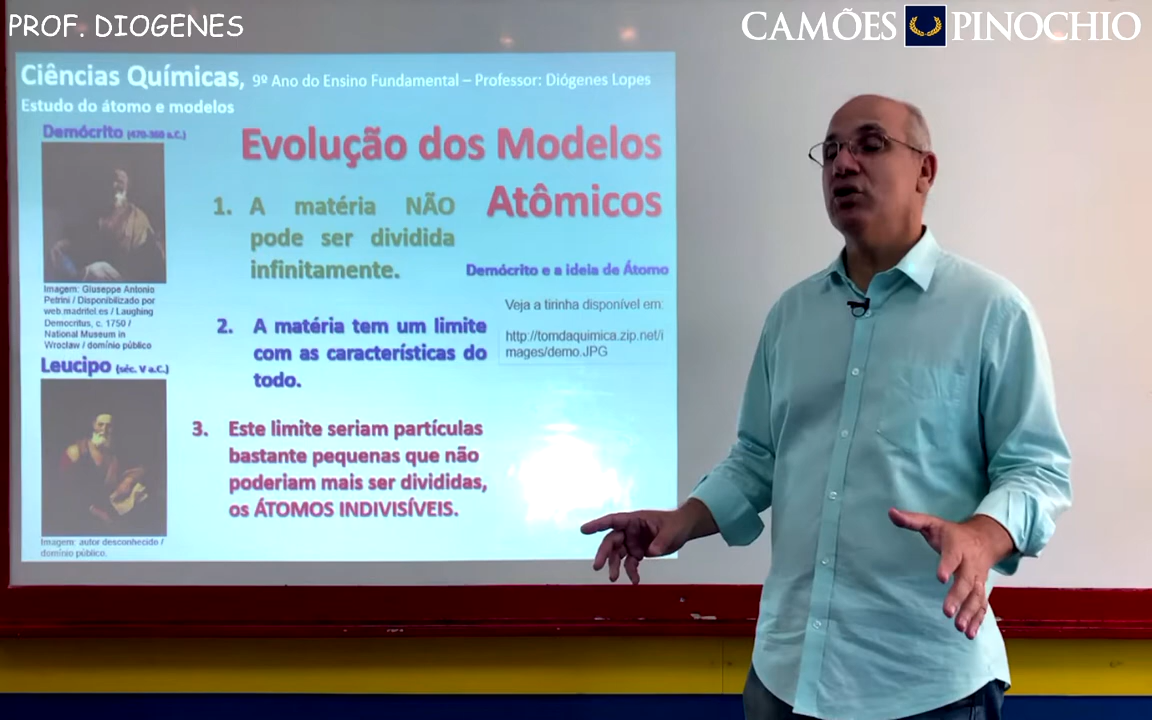 PROF. DIOGENES
CAMÕES PINOCHIO
Ciências Químicas, 9º Ano do Ensino Fundamental – Professor: Diógenes Lopes
Estudo do átomo e modelos
Demócrito (470-360 a.C.)
Evolução dos Modelos
Atômicos
1. A matéria NÃO
pode ser dividida
infinitamente.
Demócrito e a ideia de Átomo
Veja a tirinha disponível em:
http://tomdaquimica.zip.net/i
mages/demo.JPG
Imagem: Giuseppe Antonio
Petrini / Disponibilizado por
web.madritel.es / Laughing
Democritus, c. 1750 /
National Museum in
Wroclaw / domínio público
2. A matéria tem um limite
com as características do
todo.
Leucipo (séc. V a.C.)
3. Este limite seriam partículas
bastante pequenas que não
poderiam mais ser divididas,
os ÁTOMOS INDIVISÍVEIS.
Imagem: autor desconhecido /
domínio público.